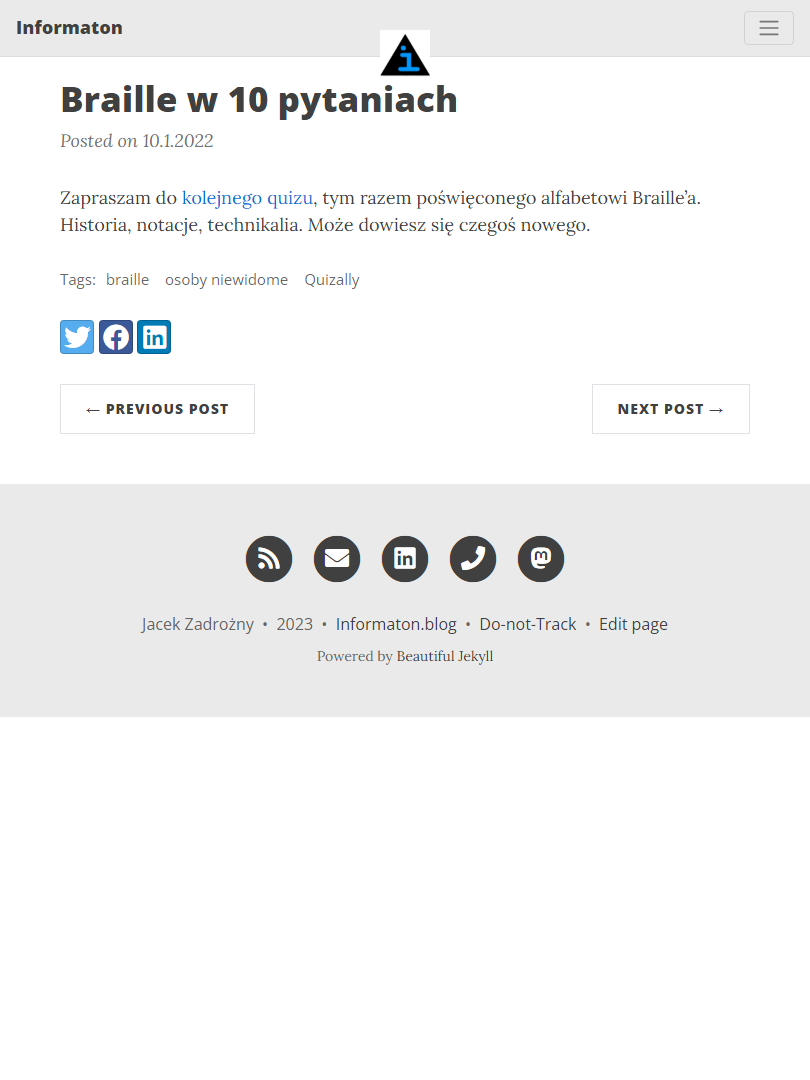 Informaton
Braille w 10 pytaniach
Posted on 10.1.2022
Zapraszam do kolejnego quizu, tym razem poświęconego alfabetowi Braille’a.
Historia, notacje, technikalia. Może dowiesz się czegoś nowego.
Tags: braille osoby niewidome Quizally
← PREVIOUS POST
NEXT POST →
Jacek Zadrożny • 2023 • Informaton.blog • Do-not-Track • Edit page
Powered by Beautiful Jekyll